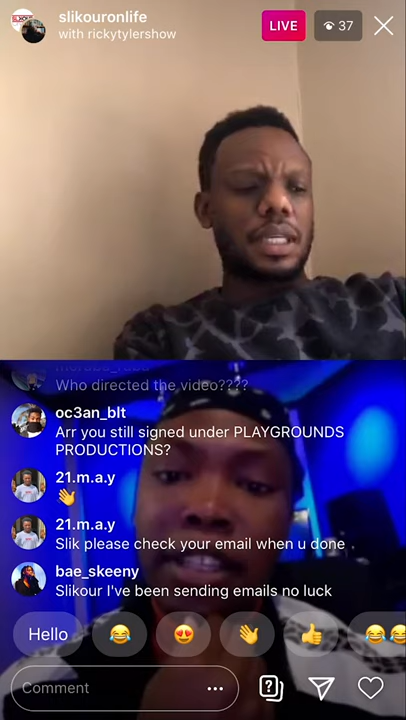 slikouronlife
with rickytylershow
LIVE
37
Who directed the video????
oc3an_blt
Arr you still signed under PLAYGROUNDS
PRODUCTIONS?
21.m.a.y
👋
21.m.a.y
Slik please check your email when u done
bae_skeeny
Slikour I've been sending emails no luck
Hello
Comment